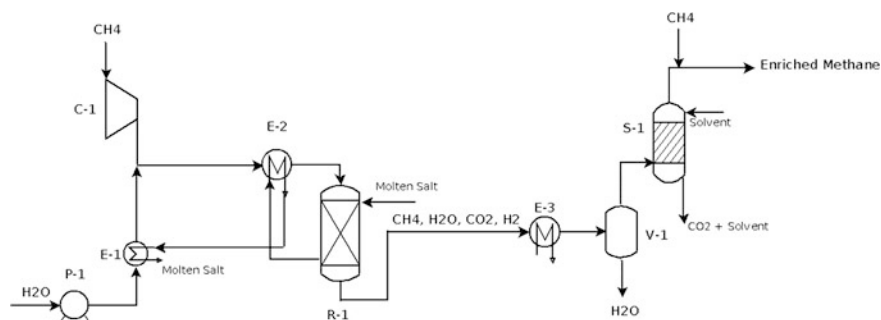 CH4
CH4
Enriched Methane
C-1
E-2
S-1
Solvent
Molten Salt
CH4, H2O, CO2, H2
E-3
CO2 + Solvent
V-1
E-1
Molten Salt
P-1
H2O
R-1
H2O